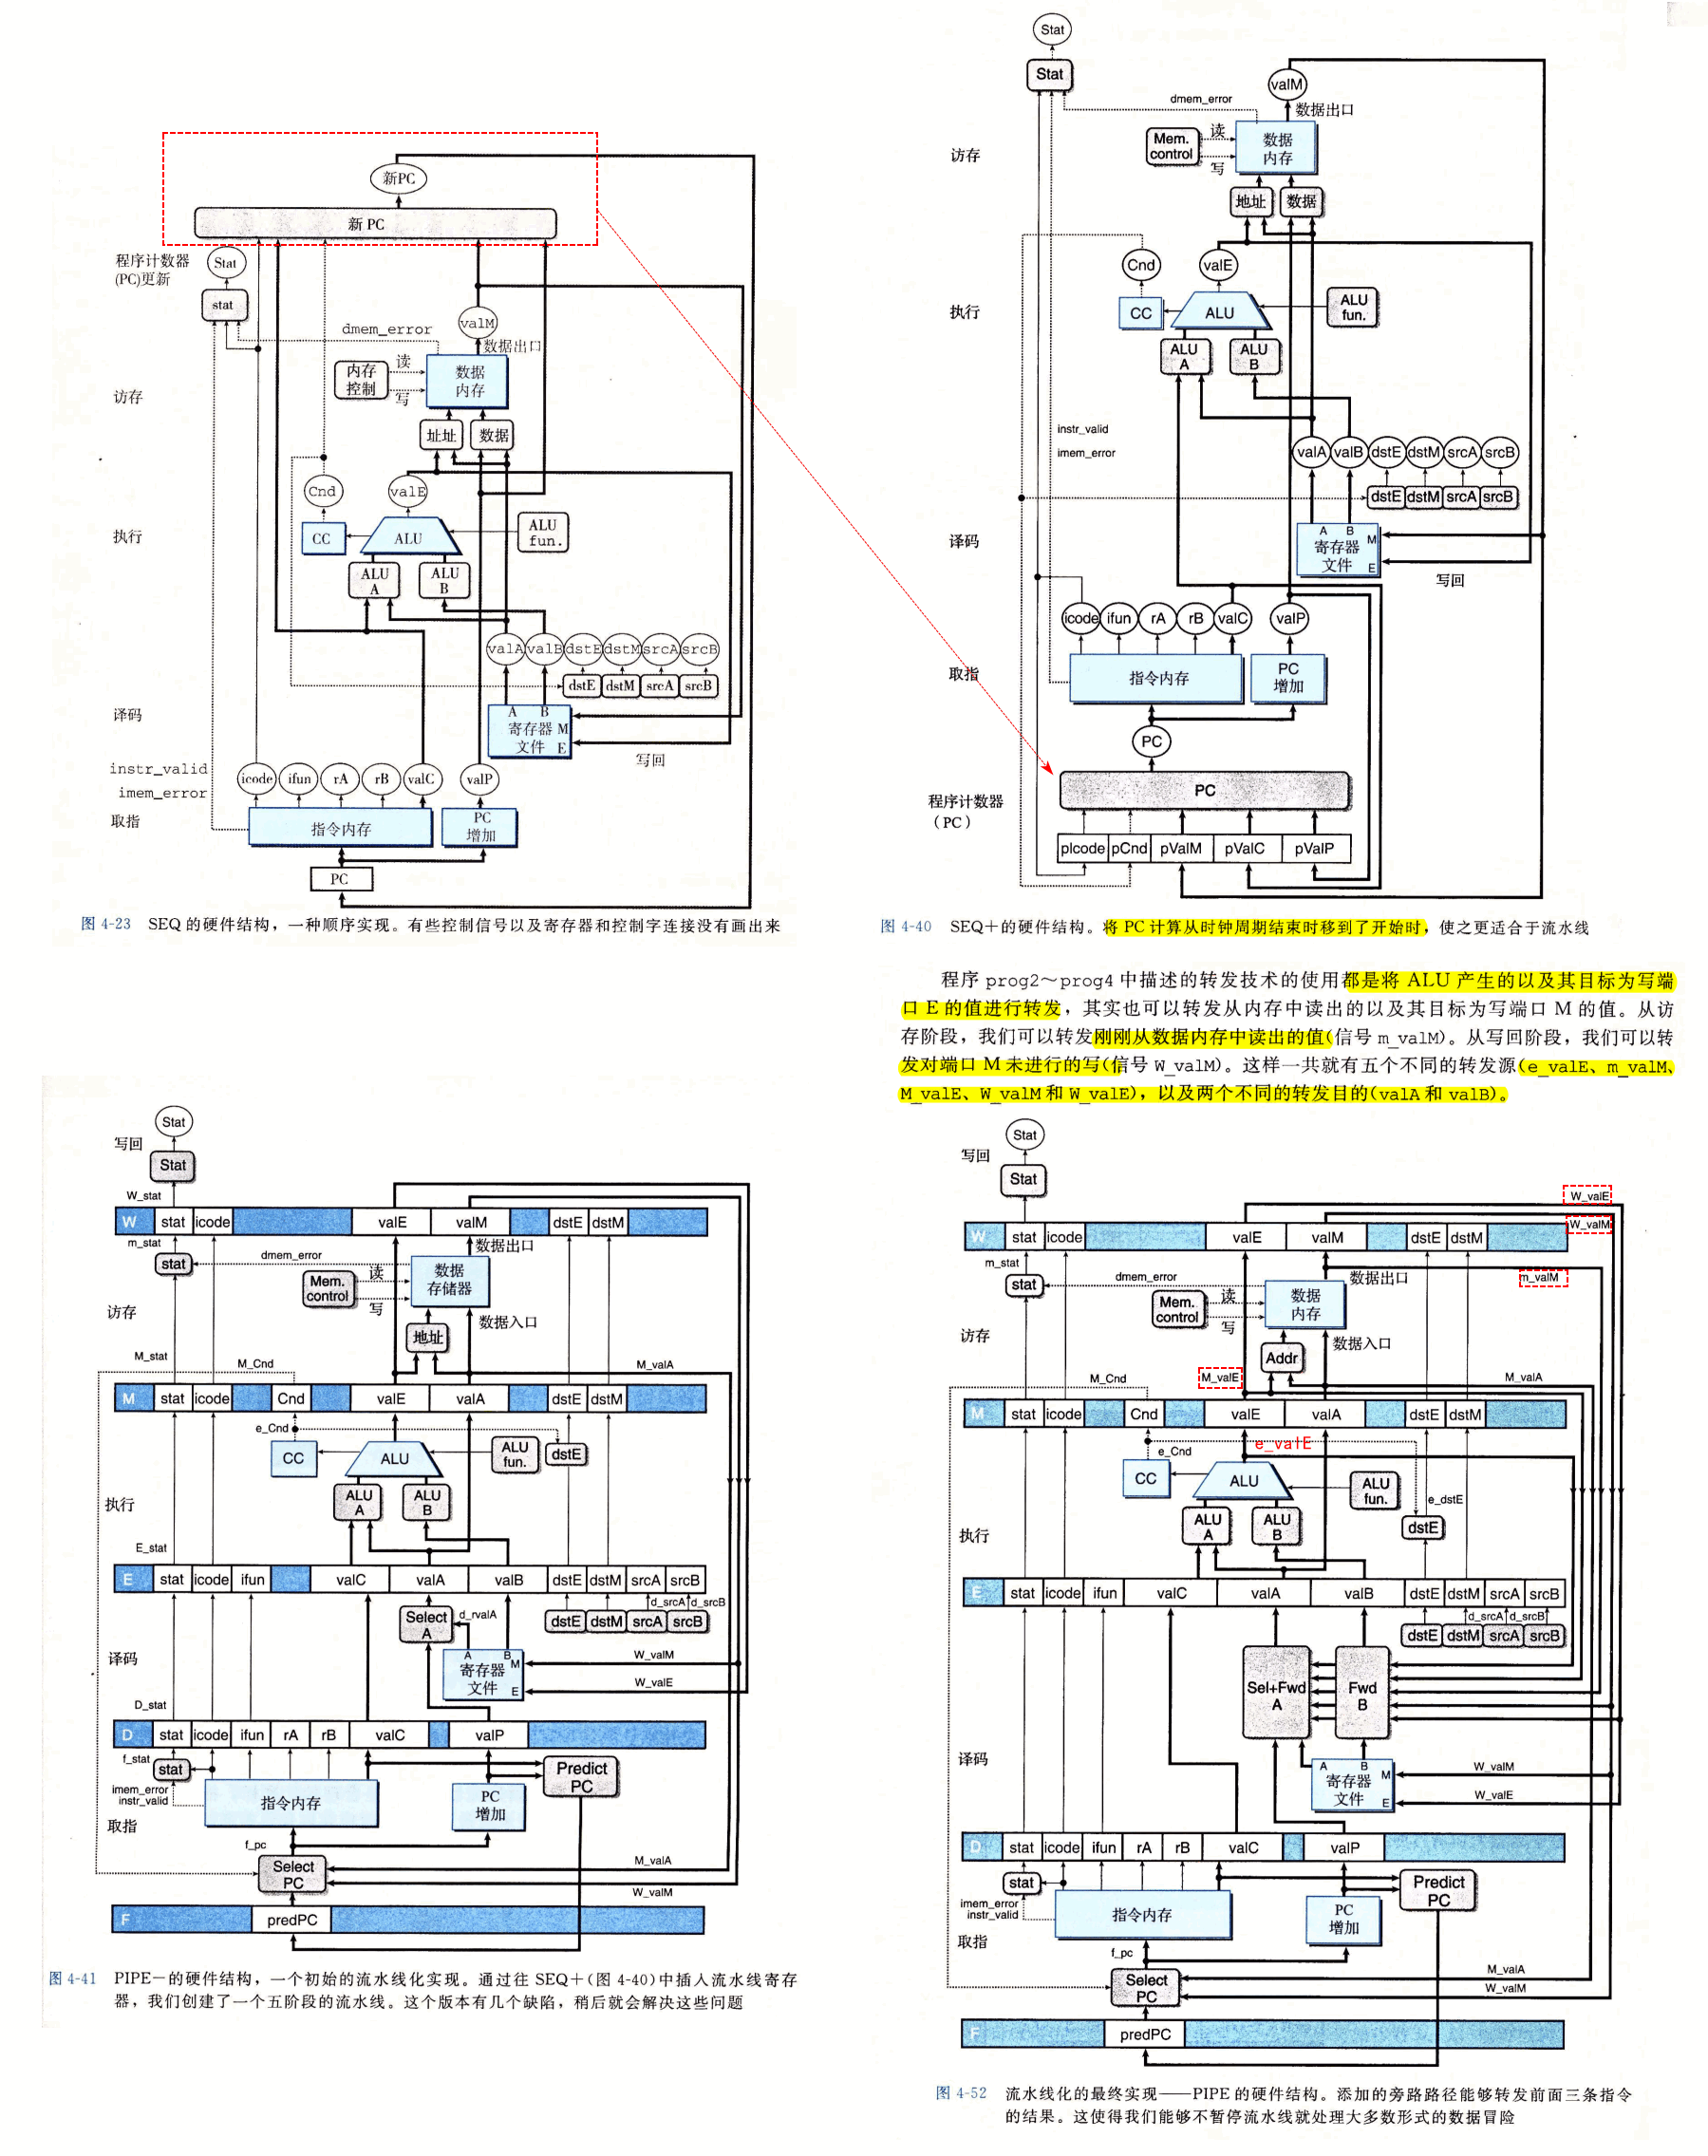 新PC
新 PC
程序计数器
(PC)更新
Stat
stat
dmem_error
valM
数据出口
内存
控制
读
写
数据
内存
访存
址址
数据
Cnd
valE
执行
CC
ALU
ALU
fun.
ALU
A
ALU
B
valA
valB
dstE
dstM
srcA
srcB
dstE
dstM
srcA
srcB
译码
A
B
寄存器
文件
M
E
写回
instr_valid
imem_error
icode
ifun
rA
rB
valC
valP
取指
指令内存
PC
增加
PC
图 4-23 SEQ 的硬件结构，一种顺序实现。有些控制信号以及寄存器和控制字连接没有画出来
Stat
Stat
valM
dmem_error
数据出口
访存
Mem.
control
读
写
数据
内存
地址
数据
Cnd
valE
执行
CC
ALU
ALU
fun.
ALU
A
ALU
B
instr_valid
imem_error
valA
valB
dstE
dstM
srcA
srcB
dstE
dstM
srcA
srcB
译码
A
B
寄存器
文件
M
E
写回
icode
ifun
rA
rB
valC
valP
取指
指令内存
PC
增加
PC
程序计数器
（PC）
PC
pIcode
pCnd
pValM
pValC
pValP
图 4-40 SEQ+的硬件结构。将 PC 计算从时钟周期结束时移到了开始时，使之更适合于流水线
程序 prog2～prog4 中描述的转发技术的使用都是将 ALU 产生的以及其目标为写端
口 E 的值进行转发，其实也可以转发从内存中读出的以及其目标为写端口 M 的值。从访
存阶段，我们可以转发刚刚从数据内存中读出的值(信号 m_valM)。从写回阶段，我们可以转
发对端口 M 未进行的写(信号 W_valM)。这样一共就有五个不同的转发源(e_valE、m_valM、
M_valE、W_valM 和 W_valE)，以及两个不同的转发目的(valA 和 valB)。
Stat
写回
Stat
W_stat
W
stat
icode
valE
valM
dstE
dstM
m_stat
stat
dmem_error
数据出口
Mem.
control
读
写
数据
存储器
访存
地址
数据入口
M_stat
M_Cnd
M_valA
M
stat
icode
Cnd
valE
valA
dstE
dstM
e_Cnd
CC
ALU
ALU
fun.
dstE
ALU
A
ALU
B
执行
E_stat
E
stat
icode
ifun
valC
valA
valB
dstE
dstM
srcA
srcB
d_srcA
d_srcB
Select
A
d_rvalA
dstE
dstM
srcA
srcB
译码
A
B
寄存器
文件
M
E
W_valM
W_valE
D_stat
D
stat
icode
ifun
rA
rB
valC
valP
f_stat
stat
imem_error
instr_valid
指令内存
PC
增加
Predict
PC
取指
f_pc
Select
PC
M_valA
W_valM
F
predPC
图 4-41 PIPE－的硬件结构，一个初始的流水线化实现。通过往 SEQ+(图 4-40)中插入流水线寄存
器，我们创建了一个五阶段的流水线。这个版本有几个缺陷，稍后就会解决这些问题
Stat
写回
Stat
W_valE
W_valM
W
stat
icode
valE
valM
dstE
dstM
m_stat
stat
dmem_error
数据出口
m_valM
Mem.
control
读
写
数据
内存
访存
Addr
数据入口
M_Cnd
M_valE
M_valA
M
stat
icode
Cnd
valE
valA
dstE
dstM
e_Cnd
e_valE
CC
ALU
ALU
fun.
e_dstE
dstE
ALU
A
ALU
B
执行
E
stat
icode
ifun
valC
valA
valB
dstE
dstM
srcA
srcB
d_srcA
d_srcB
dstE
dstM
srcA
srcB
Sel+Fwd
A
Fwd
B
译码
A
B
寄存器
文件
M
E
W_valM
W_valE
D
stat
icode
ifun
rA
rB
valC
valP
stat
imem_error
instr_valid
指令内存
PC
增加
Predict
PC
取指
f_pc
Select
PC
M_valA
W_valM
F
predPC
图 4-52 流水线化的最终实现——PIPE 的硬件结构。添加的旁路路径能够转发前面三条指令
的结果。这使得我们能够不暂停流水线就处理大多数形式的数据冒险